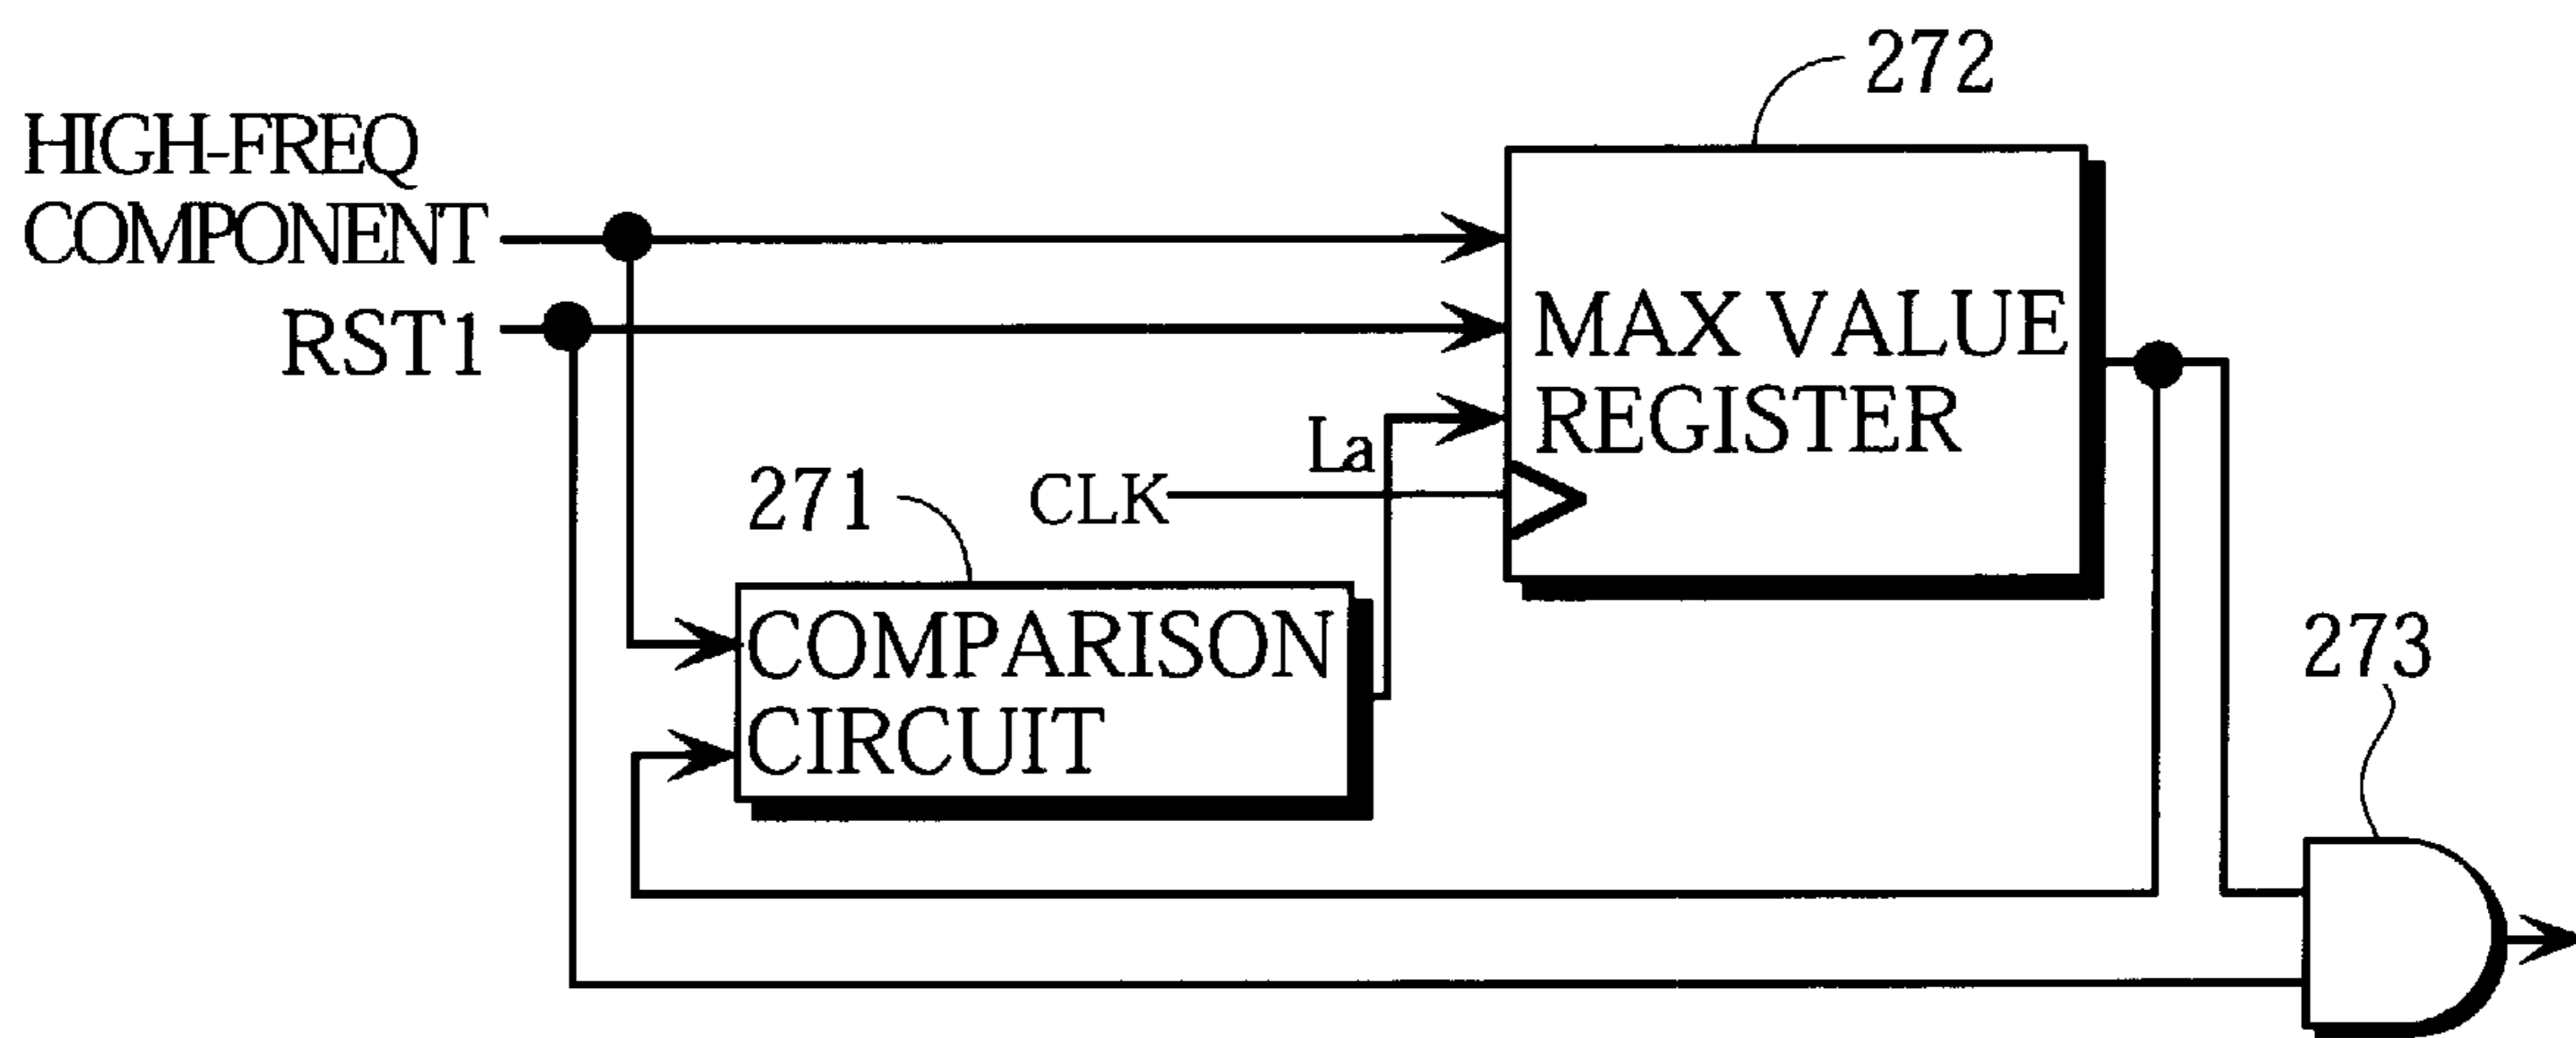 272
HIGH-FREQ
COMPONENT
RST1
MAX VALUE
REGISTER
La
CLK
271
COMPARISON
CIRCUIT
273